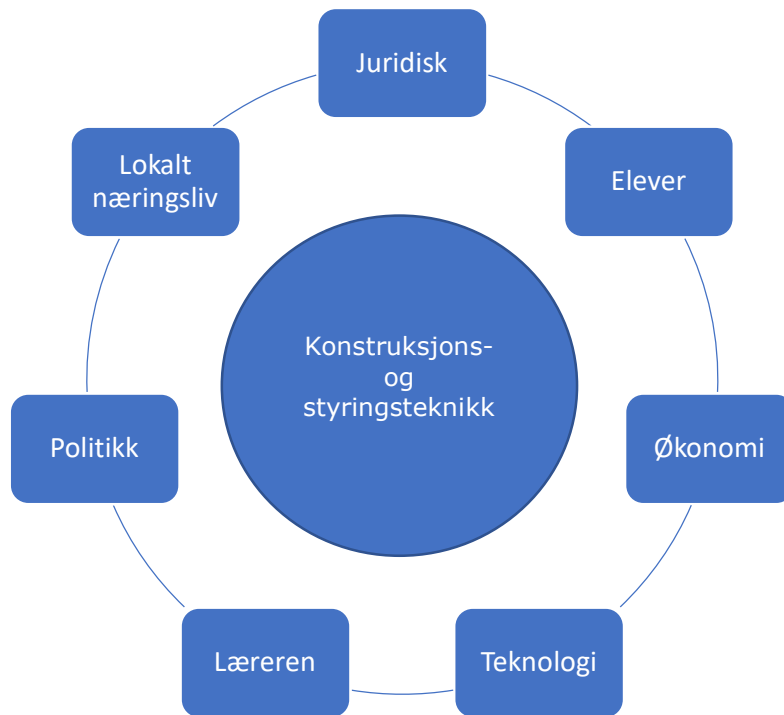 Juridisk
Elever
Økonomi
Teknologi
Læreren
Politikk
Lokalt
næringsliv
Konstruksjons-
og
styringsteknikk